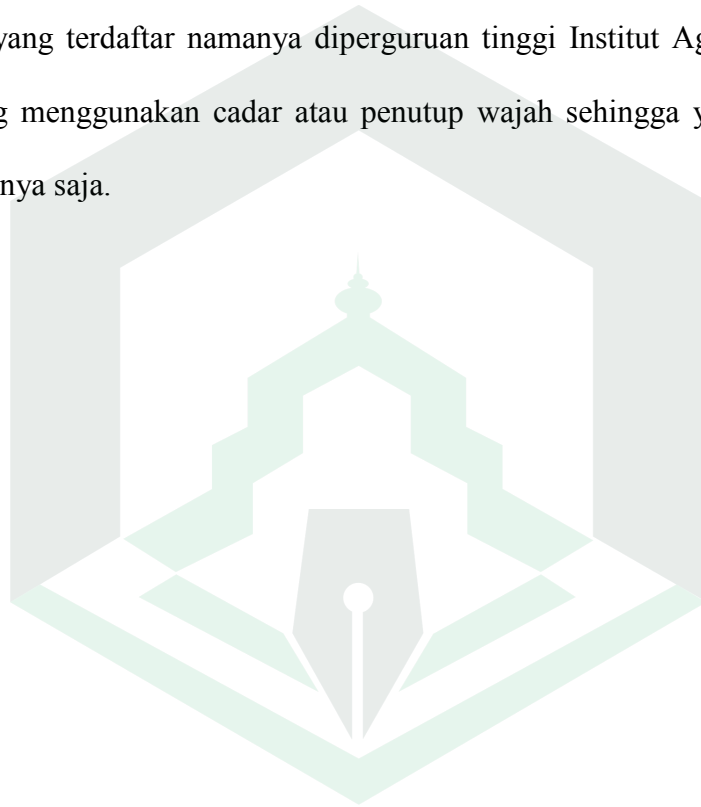 yang terdaftar namanya diperguruan tinggi Institut Ag
menggunakan cadar atau penutup wajah sehingga
nya saja.